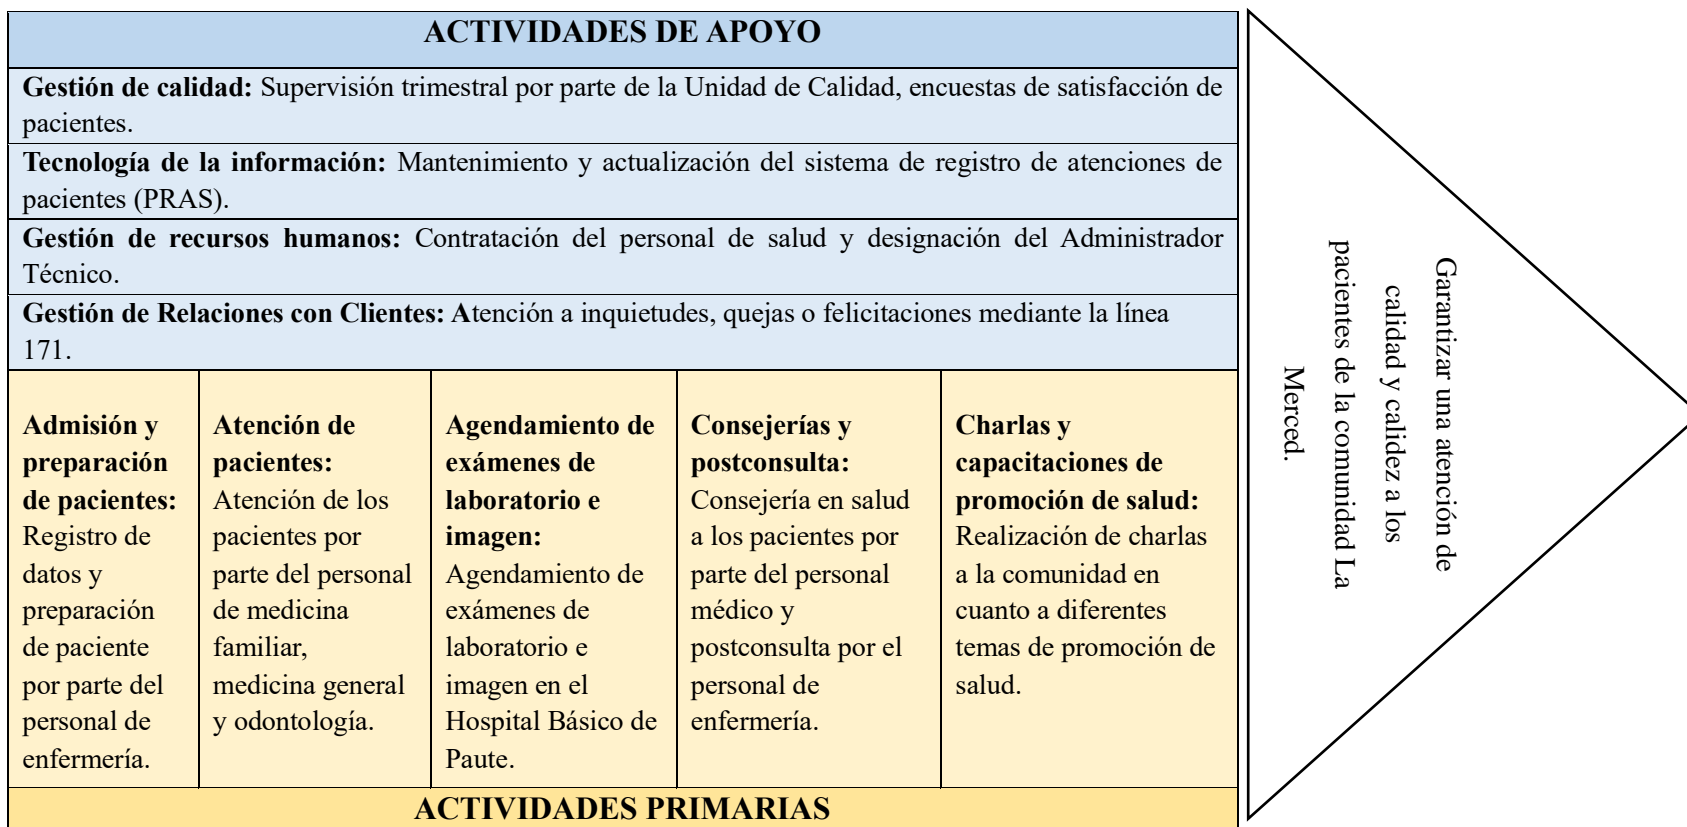 ACTIVIDADES DE APOYO
Gestión de calidad: Supervisión trimestral por parte de la Unidad de Calidad, encuestas de satisfacción de
pacientes.
Tecnología de la información: Mantenimiento y actualización del sistema de registro de atenciones de
pacientes (PRAS).
Gestión de recursos humanos: Contratación del personal de salud y designación del Administrador
Técnico.
Gestión de Relaciones con Clientes: Atención a inquietudes, quejas o felicitaciones mediante la línea
171.
Admisión y
preparación
de pacientes:
Registro de
datos y
preparación
de paciente
por parte del
personal de
enfermería.
Atención de
pacientes:
Atención de los
pacientes por
parte del personal
de medicina
familiar,
medicina general
y odontología.
Agendamiento de
exámenes de
laboratorio e
imagen:
Agendamiento de
exámenes de
laboratorio e
imagen en el
Hospital Básico de
Paute.
Consejerías y
postconsulta:
Consejería en salud
a los pacientes por
parte del personal
médico y
postconsulta por el
personal de
enfermería.
Charlas y
capacitaciones de
promoción de salud:
Realización de charlas
a la comunidad en
cuanto a diferentes
temas de promoción de
salud.
ACTIVIDADES PRIMARIAS
Garantizar una atención de
calidad y calidez a los
pacientes de la comunidad La
Merced.